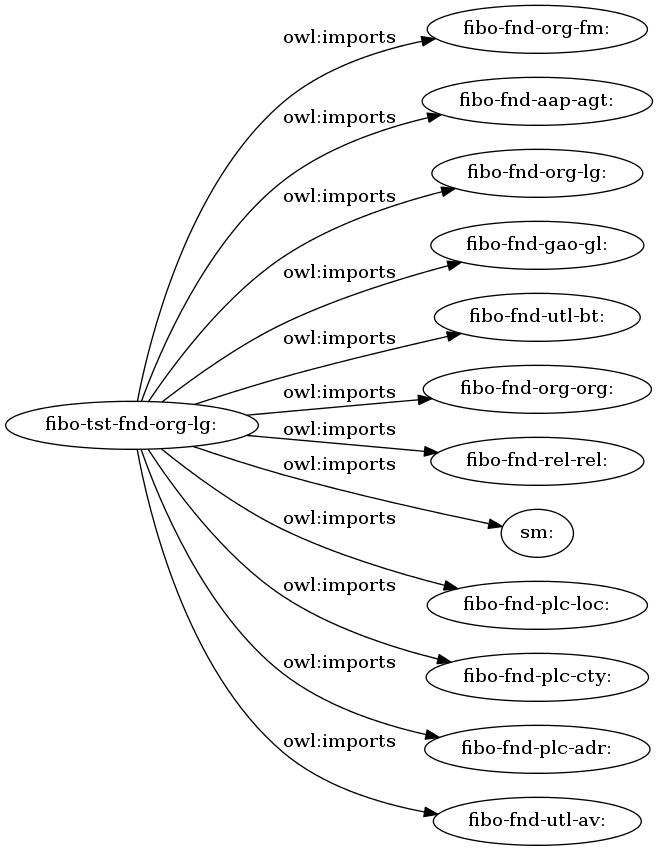 fibo-fnd-org-fm:
owl:imports
fibo-fnd-aap-agt:
owl:imports
fibo-fnd-org-lg:
owl:imports
fibo-fnd-gao-gl:
owl:imports
fibo-fnd-utl-bt:
owl:imports
fibo-fnd-org-org:
owl:imports
fibo-tst-fnd-org-lg:
owl:imports
fibo-fnd-rel-rel:
owl:imports
sm:
owl:imports
fibo-fnd-plc-loc:
owl:imports
fibo-fnd-plc-cty:
owl:imports
fibo-fnd-plc-adr:
owl:imports
fibo-fnd-utl-av: